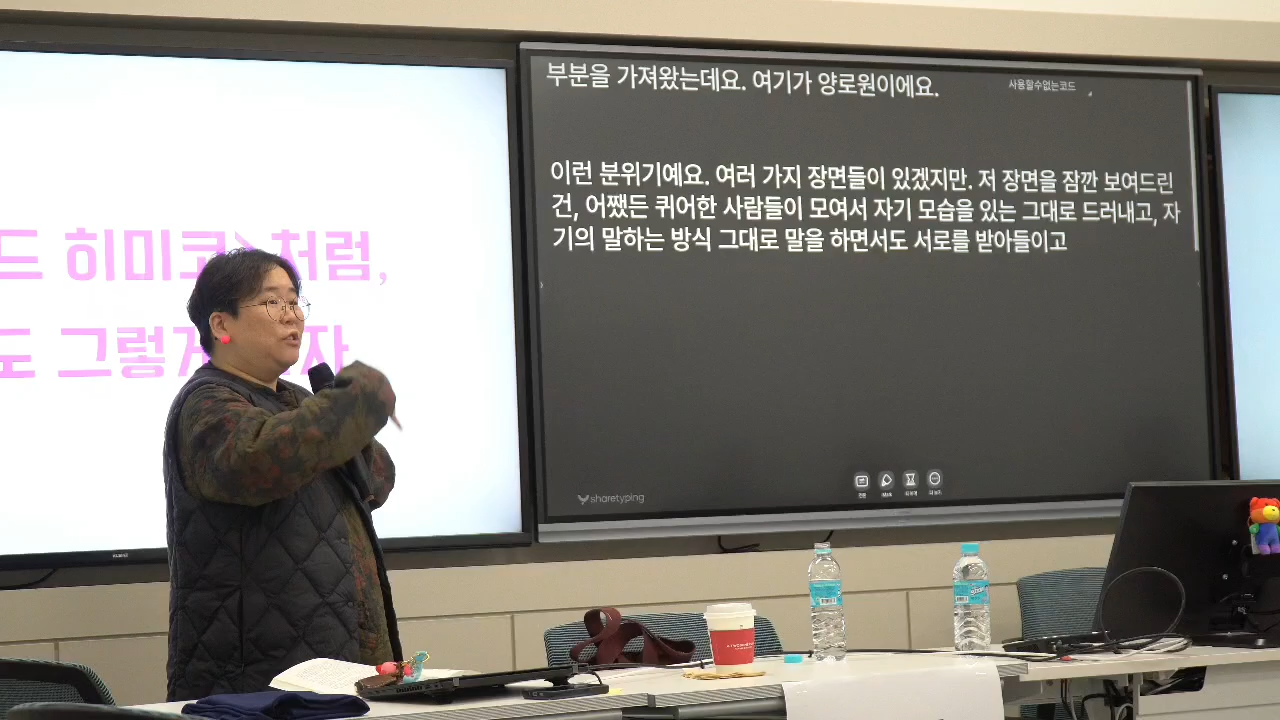 드 히미코>처럼,
도 그렇게
자
부분을 가져왔는데요. 여기가 양로원이에요.
사용할수없는코드
이런 분위기예요. 여러 가지 장면들이 있겠지만. 저 장면을 잠깐 보여드린
건, 어쨌든 퀴어한 사람들이 모여서 자기 모습을 있는 그대로 드러내고, 자
기의 말하는 방식 그대로 말을 하면서도 서로를 받아들이고
sharetyping